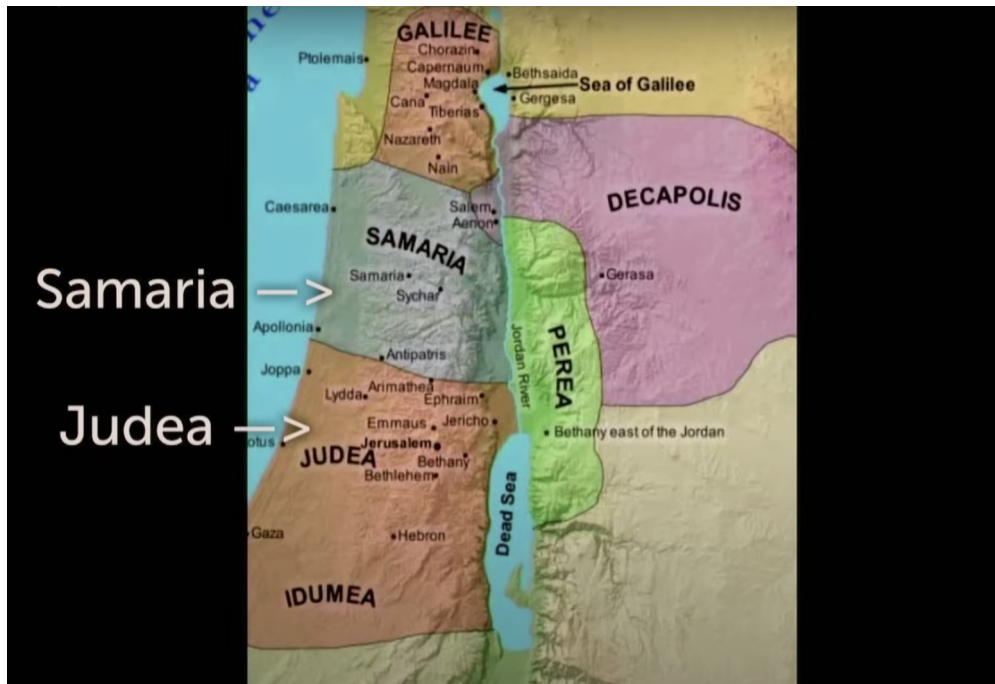 GALILEE
Chorazin
Ptolemais
Capernaum
Bethsaida
Magdala
Sea of Galilee
Cana
Gergesa
Tiberias
Nazareth
Nain
DECAPOLIS
Caesarea
Salem
Aenon
SAMARIA
Samaria
Gerasa
Samaria —>
Sychar
Apollonia
Jordan River
PEREA
Antipatris
Joppa
Arimathea
Lydda
Ephraim
Judea —>
Emmaus
Jericho
Bethany east of the Jordan
otus
Jerusalem
JUDEA
Bethany
Bethlehem
Dead Sea
Gaza
Hebron
IDUMEA